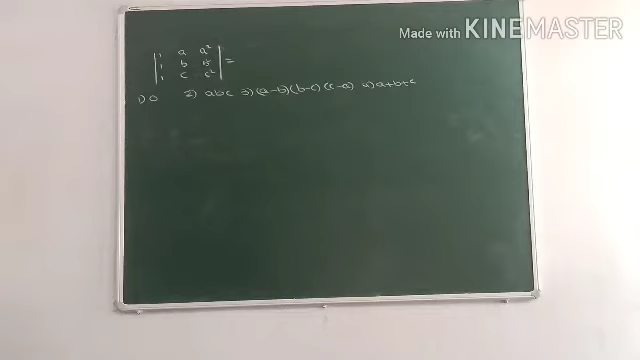 Made with KINEMASTER
| 1 a a² |
| 1 b b² | =
| 1 c c² |
1) 0 2) abc 3) (a-b)(b-c)(c-a) 4) a+b+c